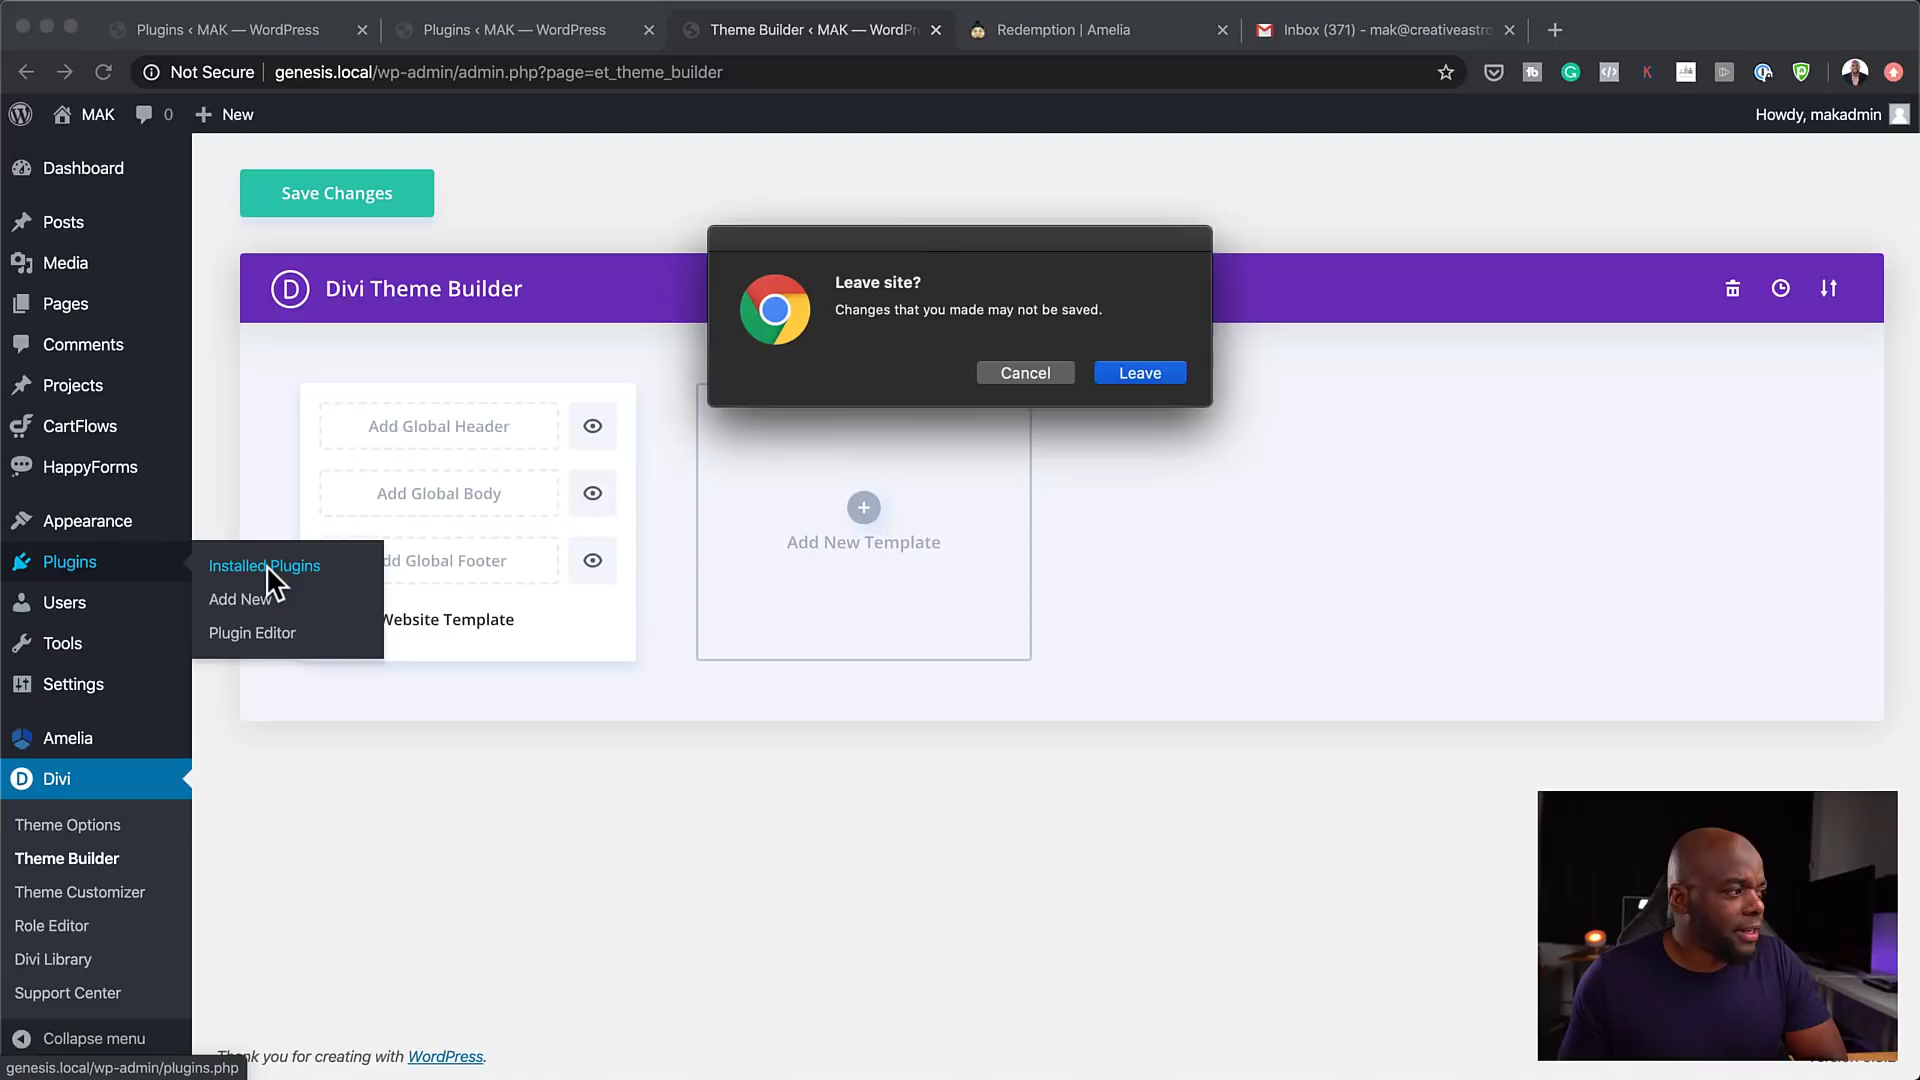 Plugins ‹ MAK — WordPress
Plugins ‹ MAK — WordPress
Theme Builder ‹ MAK — WordPr
Redemption | Amelia
Inbox (371) - mak@creativeastro
Not Secure
genesis.local/wp-admin/admin.php?page=et_theme_builder
MAK
0
New
Howdy, makadmin
Dashboard
Posts
Media
Pages
Comments
Projects
CartFlows
HappyForms
Appearance
Plugins
Users
Tools
Settings
Amelia
Divi
Theme Options
Theme Builder
Theme Customizer
Role Editor
Divi Library
Support Center
Collapse menu
Installed Plugins
Add New
Plugin Editor
Save Changes
Divi Theme Builder
Leave site?
Changes that you made may not be saved.
Cancel
Leave
Add Global Header
Add Global Body
dd Global Footer
Website Template
Add New Template
Thank you for creating with WordPress.
genesis.local/wp-admin/plugins.php